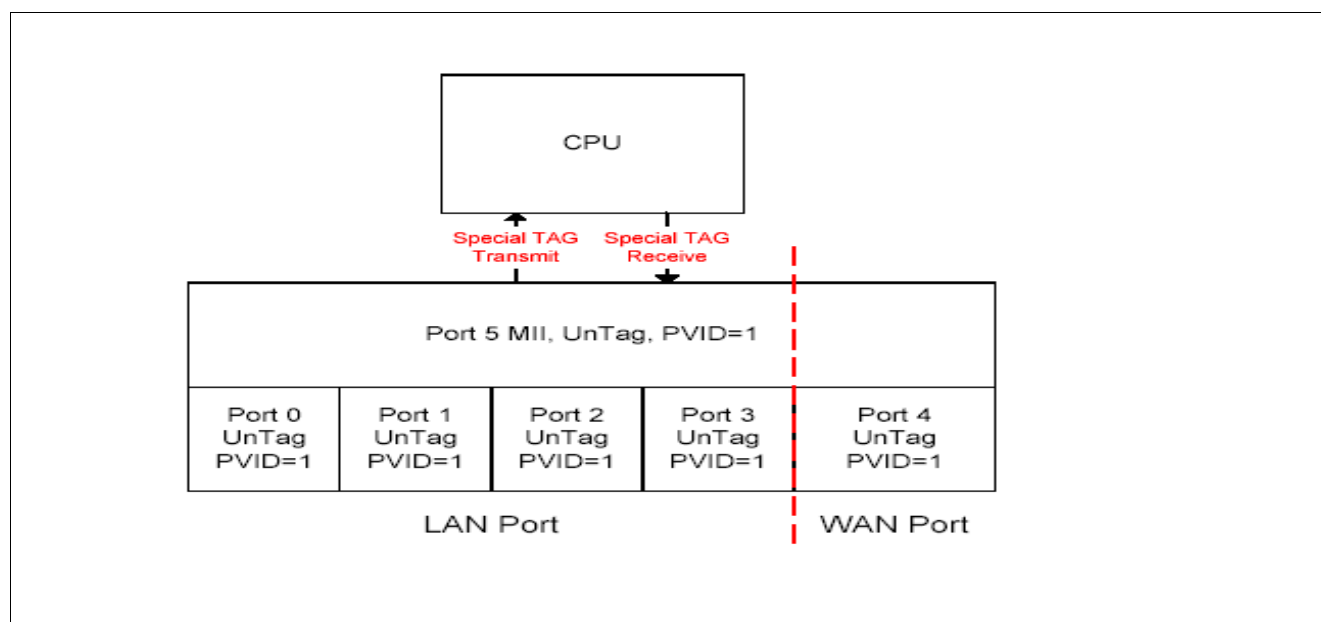 CPU
Special TAG
Transmit
Special TAG
Receive
Port 5 MII, UnTag, PVID=1
Port 0
UnTag
PVID=1
Port 1
UnTag
PVID=1
Port 2
UnTag
PVID=1
Port 3
UnTag
PVID=1
Port 4
UnTag
PVID=1
LAN Port
WAN Port